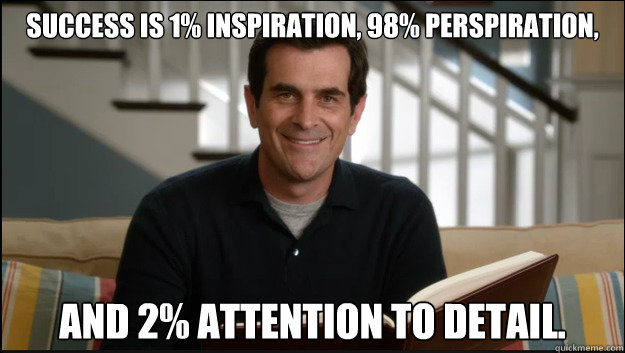 SUCCESS IS 1% INSPIRATION, 98% PERSPIRATION,
AND 2% ATTENTION TO DETAIL.
quickmeme.com